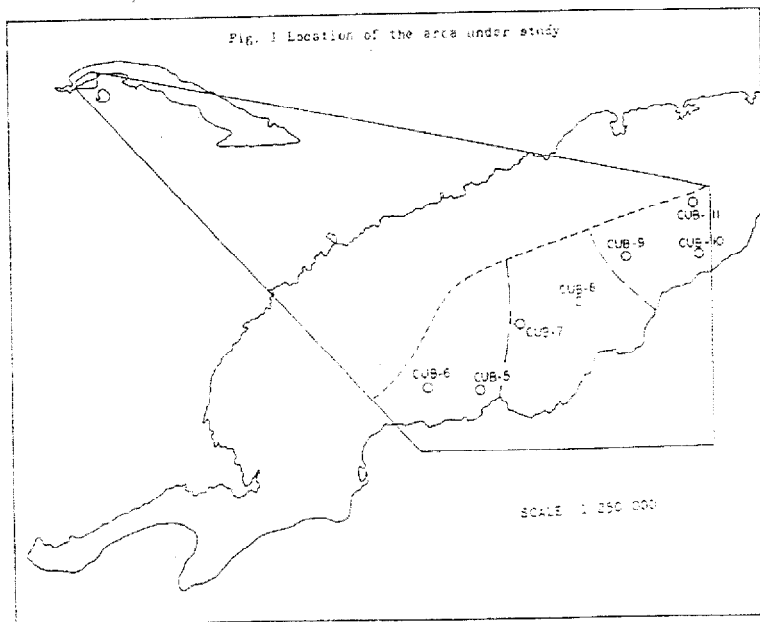 Fig. 1 Location of the area under study
CUB-11
CUB-9
CUB-10
CUB-8
CUB-7
CUB-6
CUB-5
SCALE 1 250 000